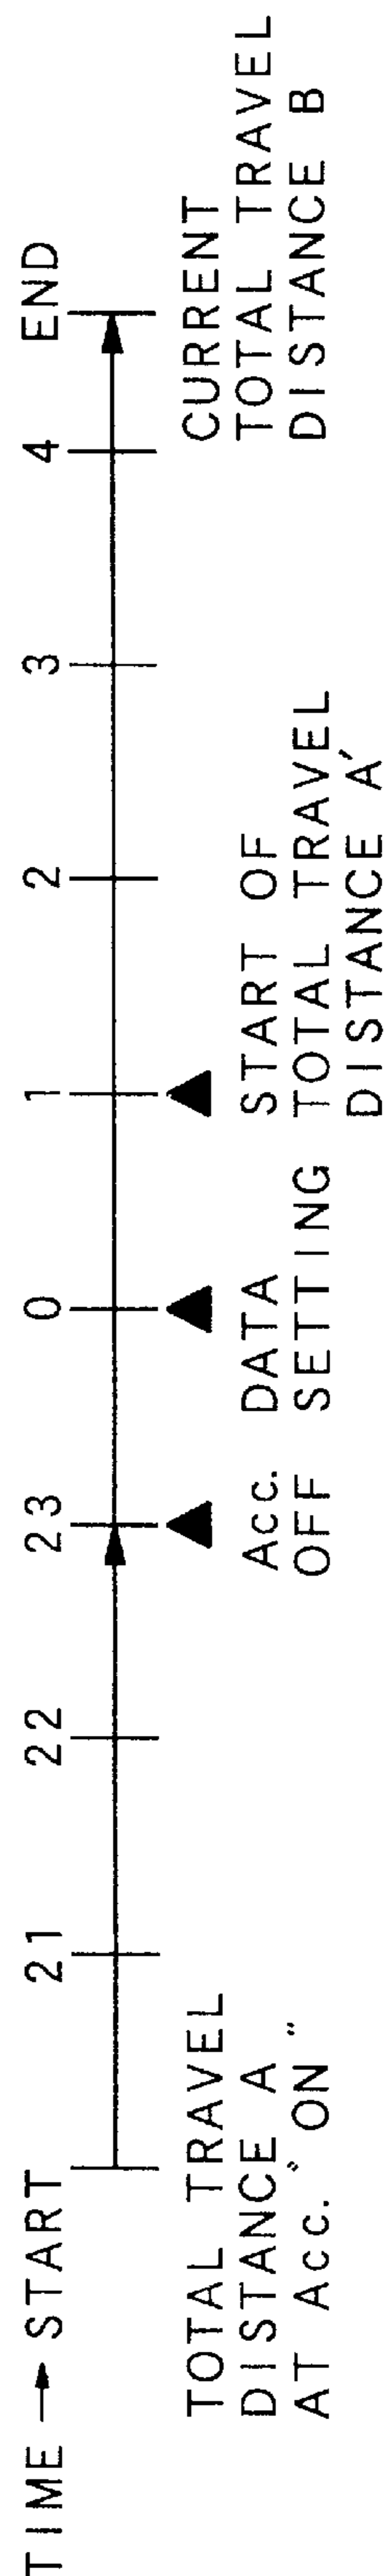 TIME → START 21 22 23 0 1 2 3 4 END
TOTAL TRAVEL
DISTANCE A
AT Acc. "ON"
Acc.
OFF
DATA
SETTING
START OF
TOTAL TRAVEL
DISTANCE A'
CURRENT
TOTAL TRAVEL
DISTANCE B